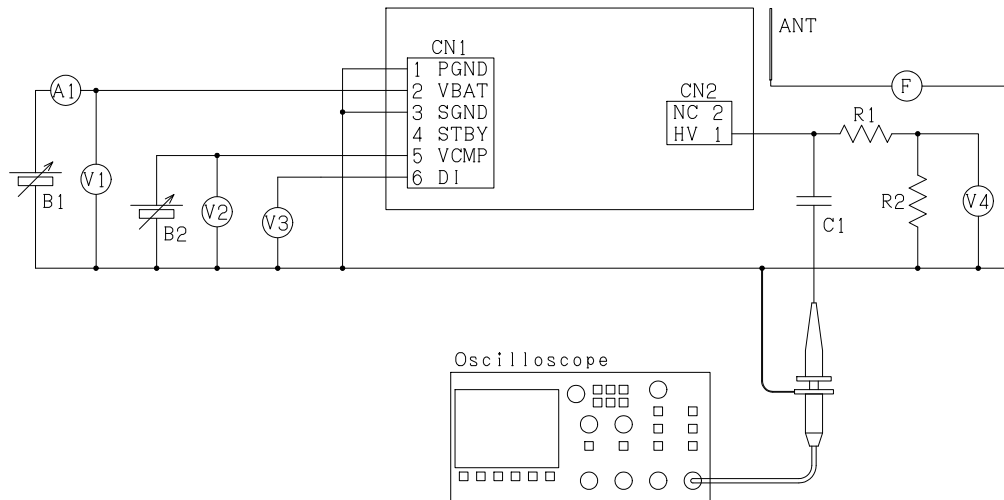 ANT
CN1
1 PGND
2 VBAT
3 SGND
4 STBY
5 VCMP
6 DI
A1
F
CN2
NC 2
HV 1
R1
V1
B1
V2
B2
V3
C1
R2
V4
Oscilloscope